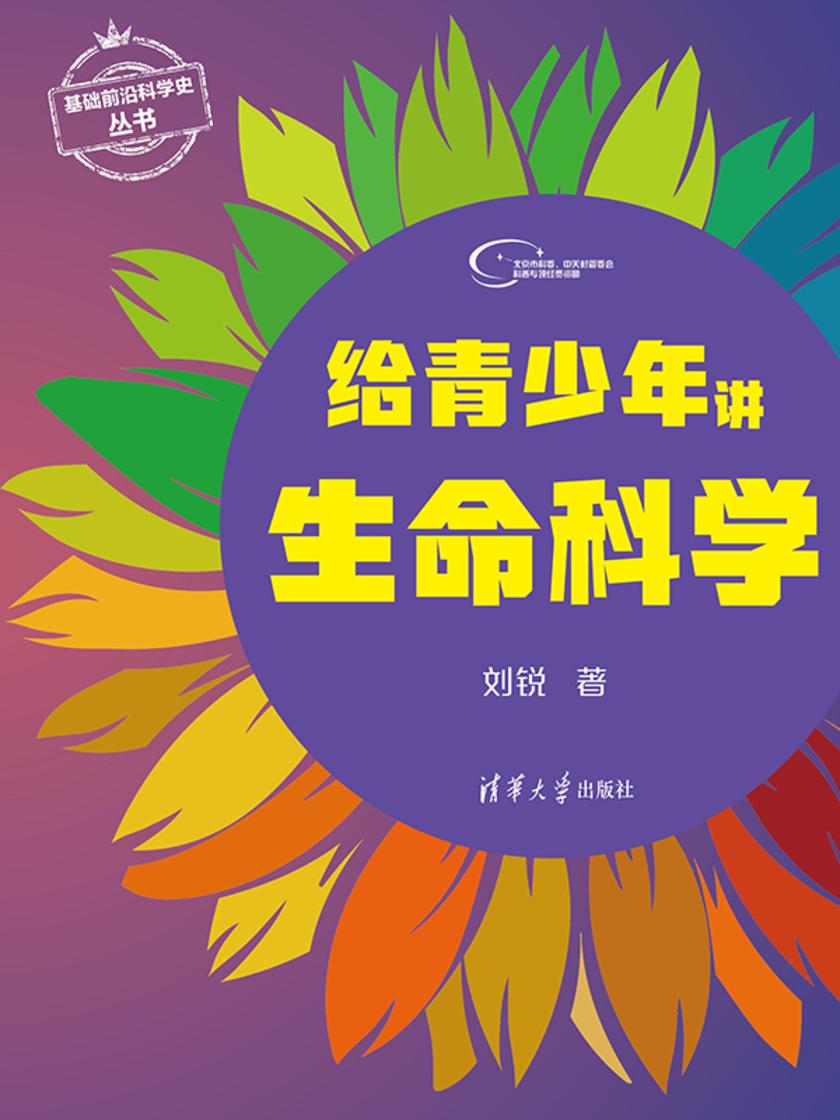 基础前沿科学史
丛书
北京市科委、中关村管委会
科普专项经费资助
给青少年讲
生命科学
刘锐 著
清华大学出版社